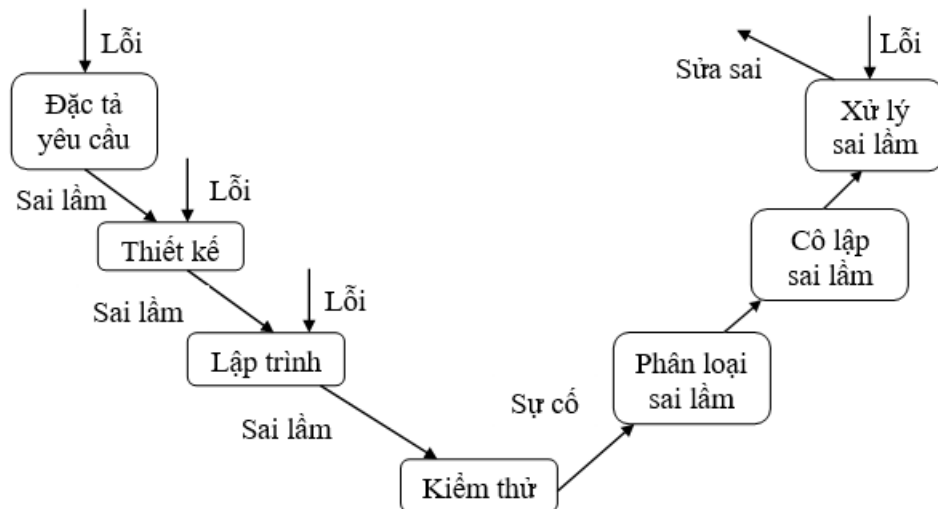 Lỗi
Đặc tả
yêu cầu
Sai lầm
Lỗi
Thiết kế
Sai lầm
Lỗi
Lập trình
Sai lầm
Kiểm thử
Sự cố
Phân loại
sai lầm
Cô lập
sai lầm
Lỗi
Xử lý
sai lầm
Sửa sai